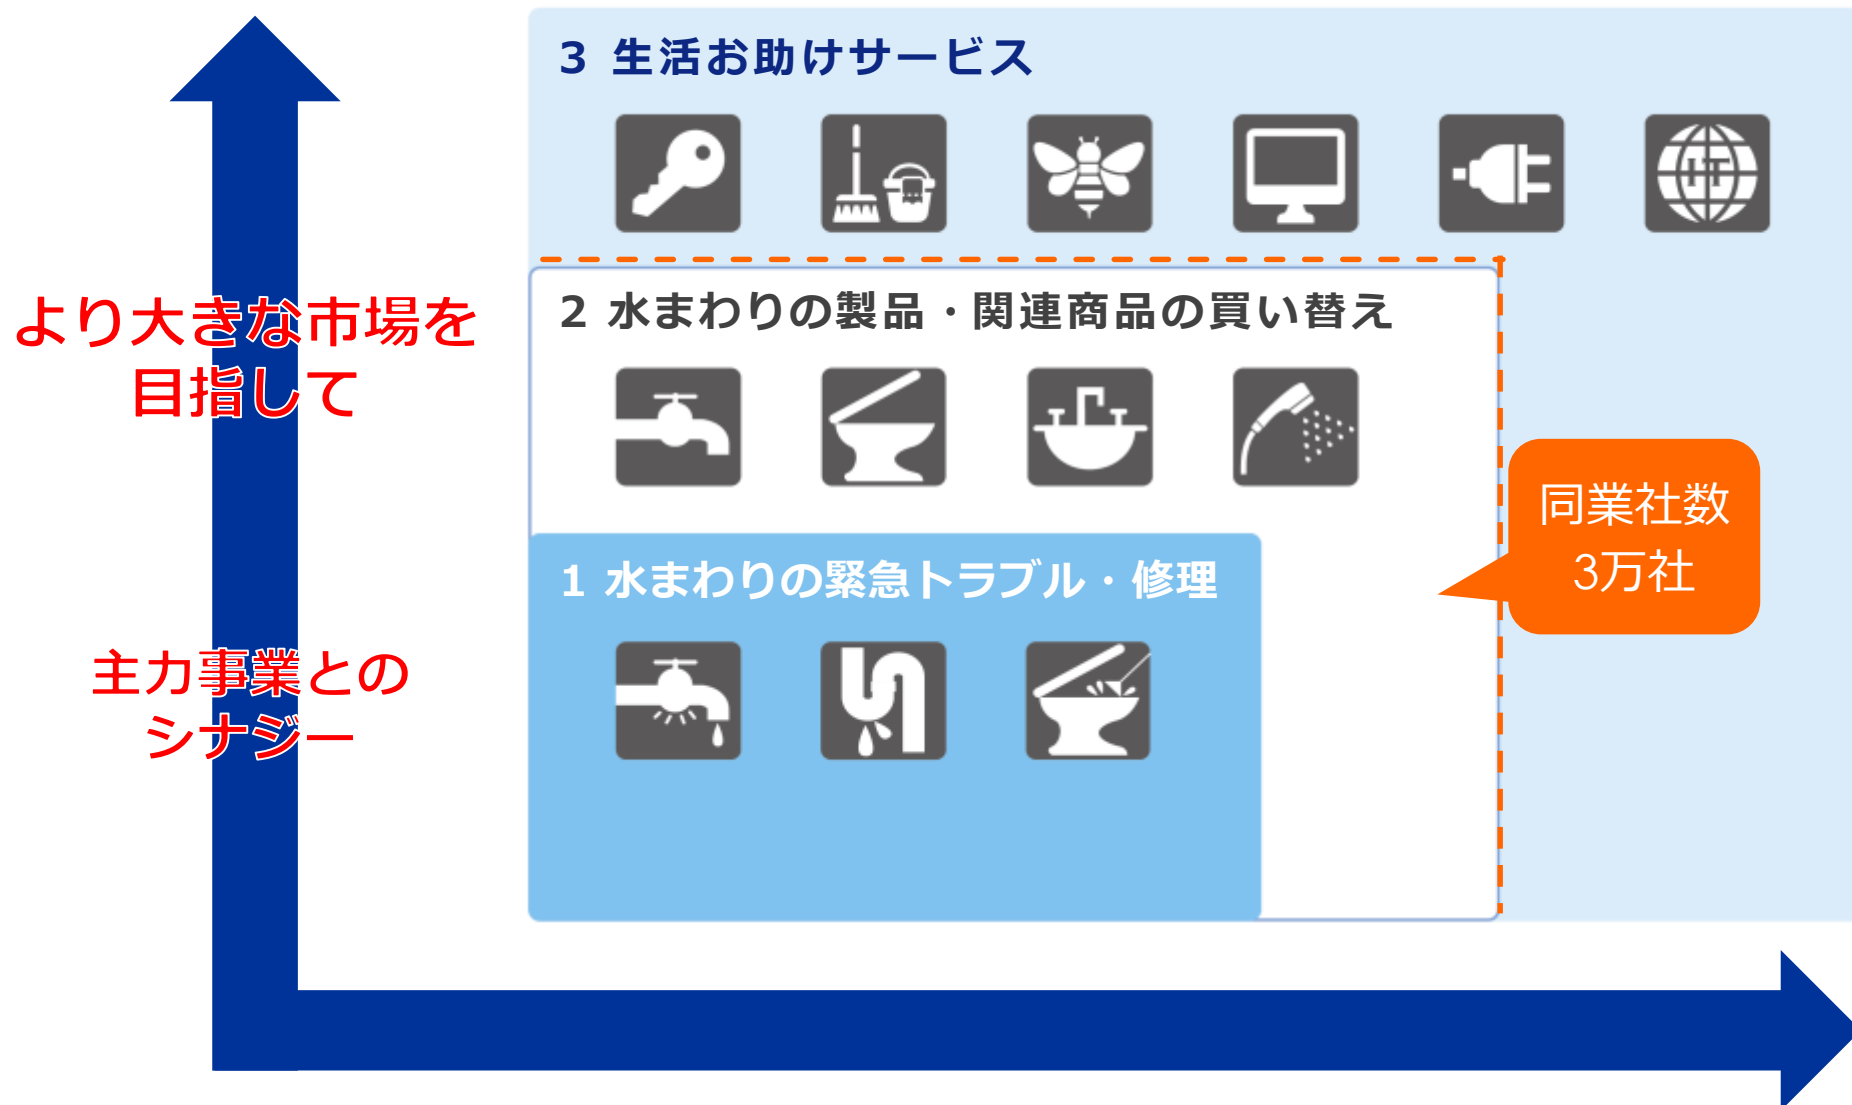 3 生活お助けサービス
IT
より大きな市場を
目指して
2 水まわりの製品・関連商品の買い替え
同業社数
3万社
1 水まわりの緊急トラブル・修理
主力事業との
シナジー